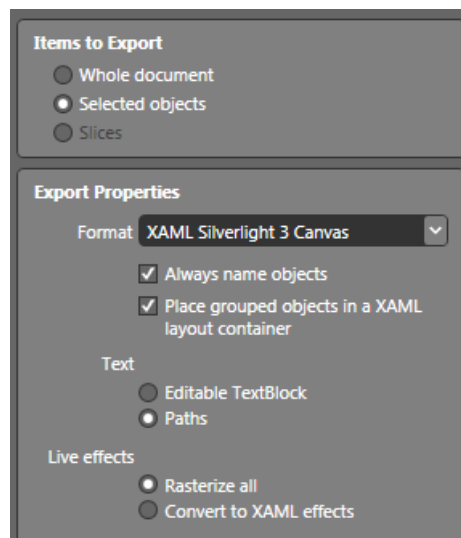 Items to Export
Whole document
Selected objects
Slices
Export Properties
Format XAML Silverlight 3 Canvas
Always name objects
Place grouped objects in a XAML
layout container
Text
Editable TextBlock
Paths
Live effects
Rasterize all
Convert to XAML effects